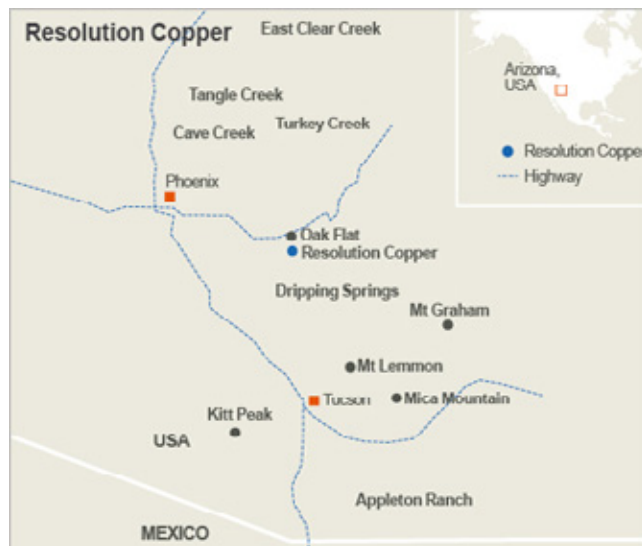 Resolution Copper
East Clear Creek
Arizona,
USA
Tangle Creek
Turkey Creek
Cave Creek
Resolution Copper
Highway
Phoenix
Oak Flat
Resolution Copper
Dripping Springs
Mt Graham
Mt Lemmon
Tucson
Mica Mountain
Kitt Peak
USA
Appleton Ranch
MEXICO